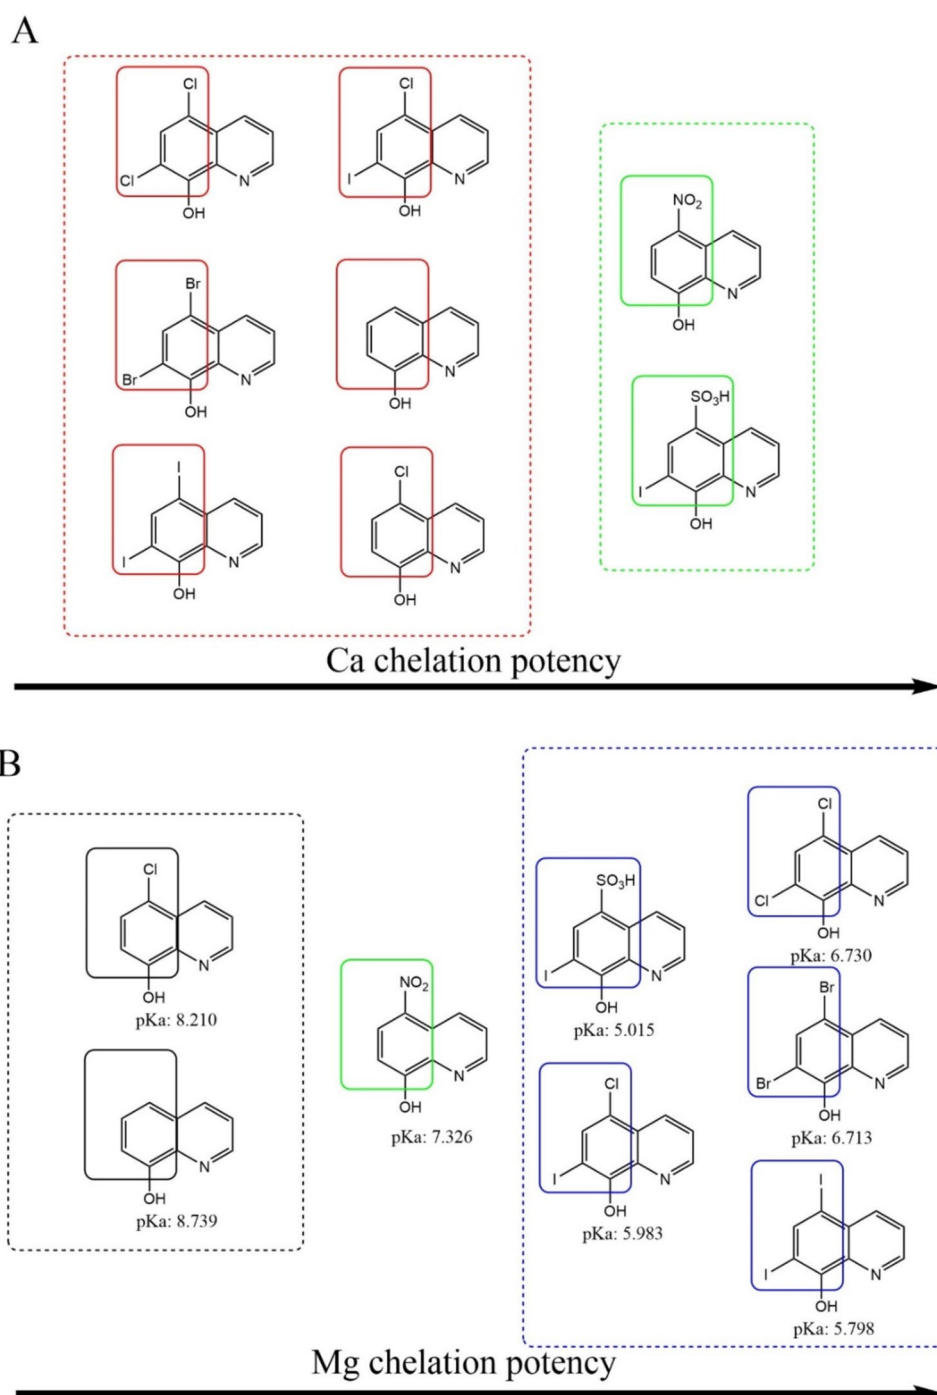 A
Cl
Cl
N
OH
Cl
I
N
OH
NO₂
N
OH
Br
Br
N
OH
N
OH
SO₃H
I
N
OH
I
I
N
OH
Cl
N
OH
Ca chelation potency
B
Cl
N
OH
pKa: 8.210
N
OH
pKa: 8.739
NO₂
N
OH
pKa: 7.326
SO₃H
I
N
OH
pKa: 5.015
Cl
I
N
OH
pKa: 5.983
Cl
Cl
N
OH
pKa: 6.730
Br
Br
N
OH
pKa: 6.713
I
I
N
OH
pKa: 5.798
Mg chelation potency